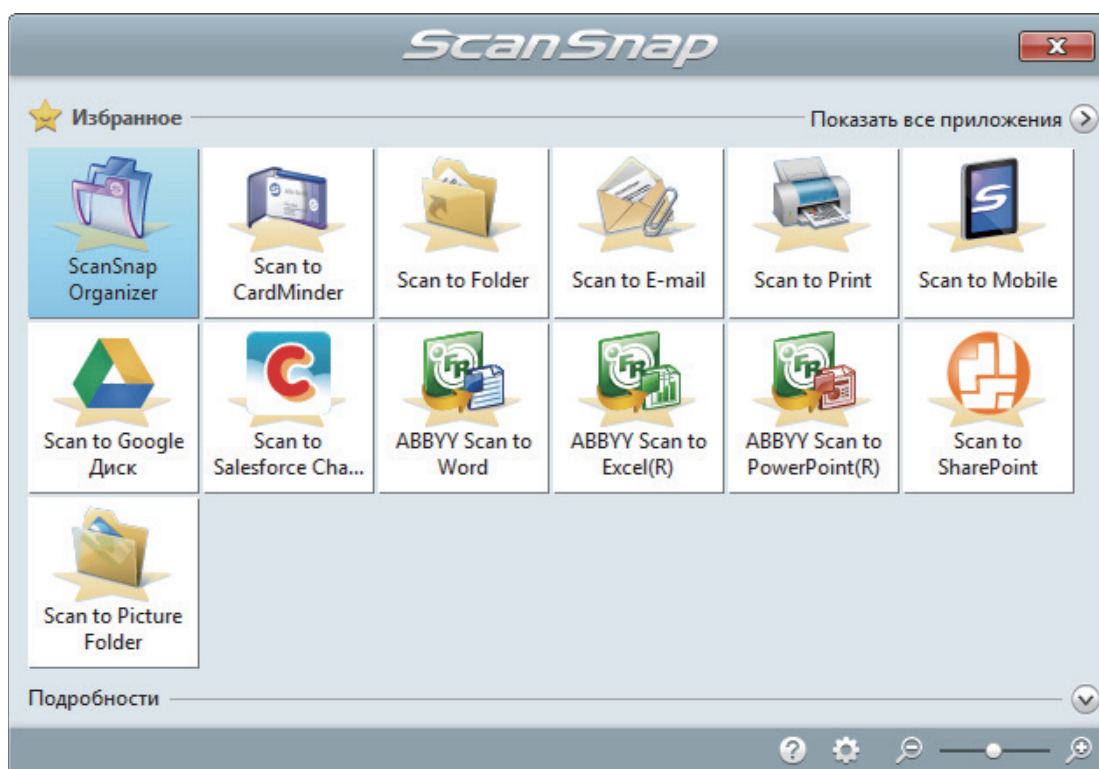 ScanSnap
Избранное
Показать все приложения
ScanSnap
Organizer
Scan to
CardMinder
Scan to Folder
Scan to E-mail
Scan to Print
Scan to Mobile
Scan to Google
Диск
Scan to
Salesforce Cha...
ABBYY Scan to
Word
ABBYY Scan to
Excel(R)
ABBYY Scan to
PowerPoint(R)
Scan to
SharePoint
Scan to Picture
Folder
Подробности